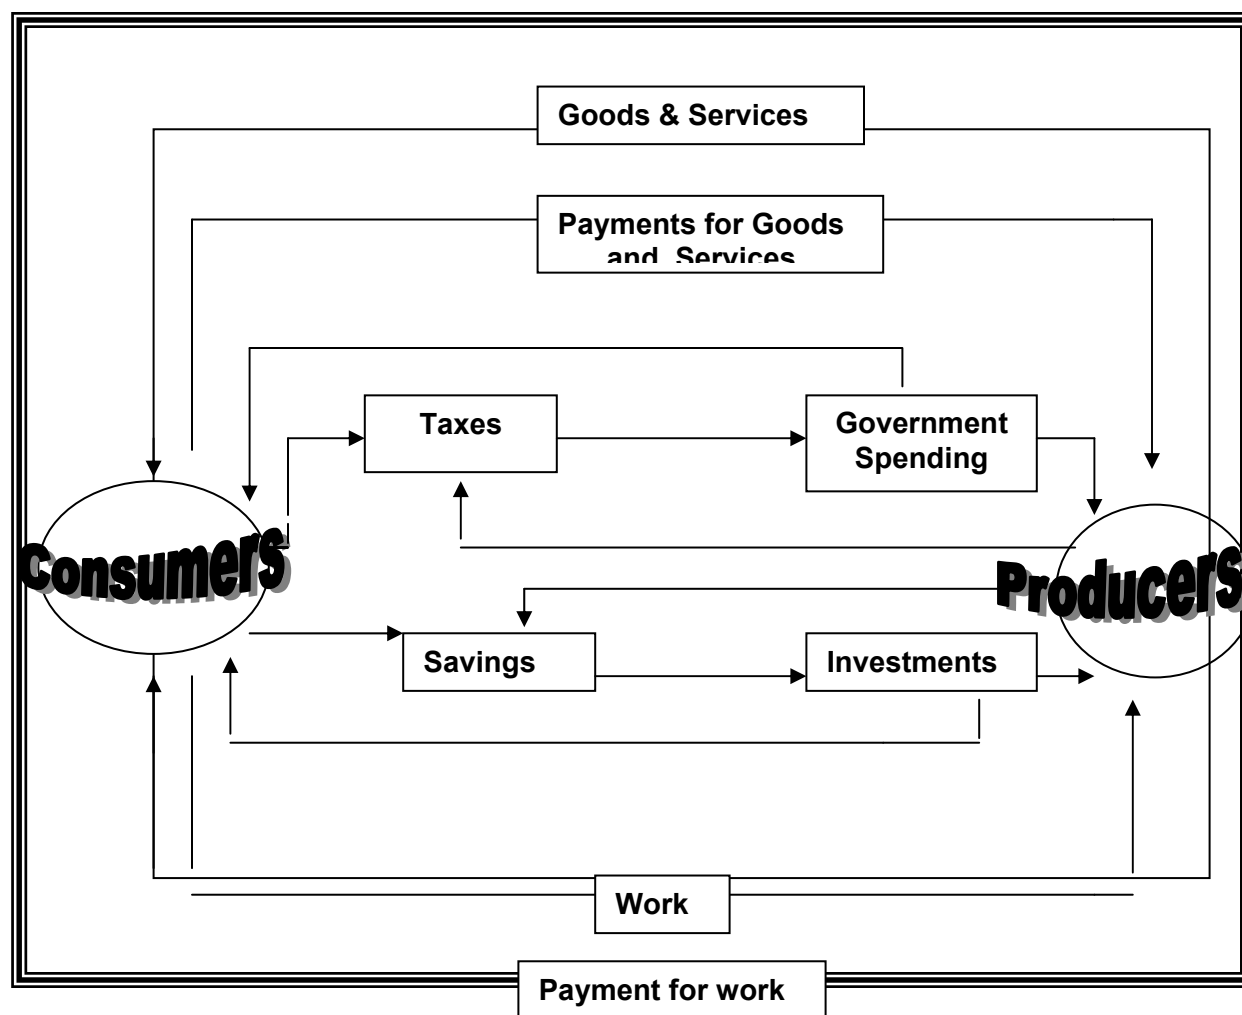 Goods & Services
Payments for Goods
and Services
Taxes
Government
Spending
Consumers
Producers
Savings
Investments
Work
Payment for work